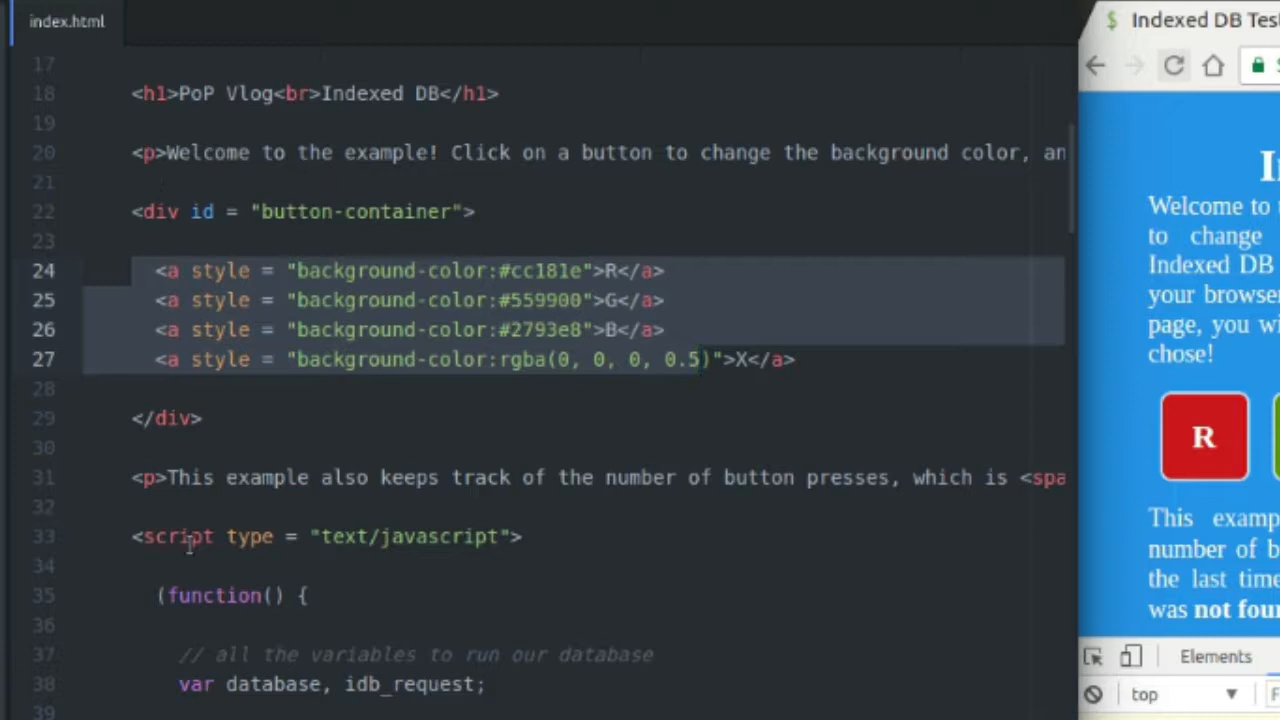 index.html
17
18 <h1>PoP Vlog<br>Indexed DB</h1>
19
20 <p>Welcome to the example! Click on a button to change the background color, an
21
22 <div id = "button-container">
23
24 <a style = "background-color:#cc181e">R</a>
25 <a style = "background-color:#559900">G</a>
26 <a style = "background-color:#2793e8">B</a>
27 <a style = "background-color:rgba(0, 0, 0, 0.5)">X</a>
28
29 </div>
30
31 <p>This example also keeps track of the number of button presses, which is <spa
32
33 <script type = "text/javascript">
34
35 (function() {
36
37 // all the variables to run our database
38 var database, idb_request;
39
$ Indexed DB Tes
Welcome to
to change
Indexed DB
your browse
page, you wi
chose!
R
This examp
number of b
the last time
was not fou
Elements
top